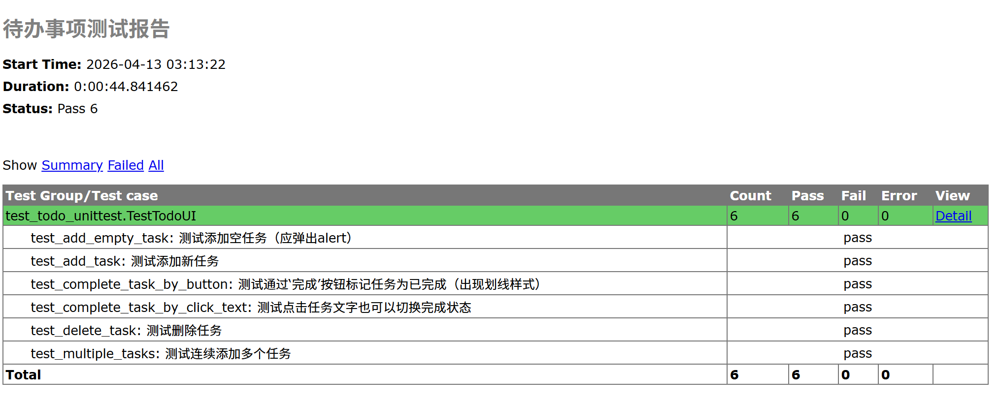 待办事项测试报告
Start Time: 2026-04-13 03:13:22
Duration: 0:00:44.841462
Status: Pass 6
Show Summary Failed All
Test Group/Test case Count Pass Fail Error View
test_todo_unittest.TestTodoUI 6 6 0 0 Detail
test_add_empty_task: 测试添加空任务（应弹出alert） pass
test_add_task: 测试添加新任务 pass
test_complete_task_by_button: 测试通过‘完成’按钮标记任务为已完成（出现划线样式） pass
test_complete_task_by_click_text: 测试点击任务文字也可以切换完成状态 pass
test_delete_task: 测试删除任务 pass
test_multiple_tasks: 测试连续添加多个任务 pass
Total 6 6 0 0